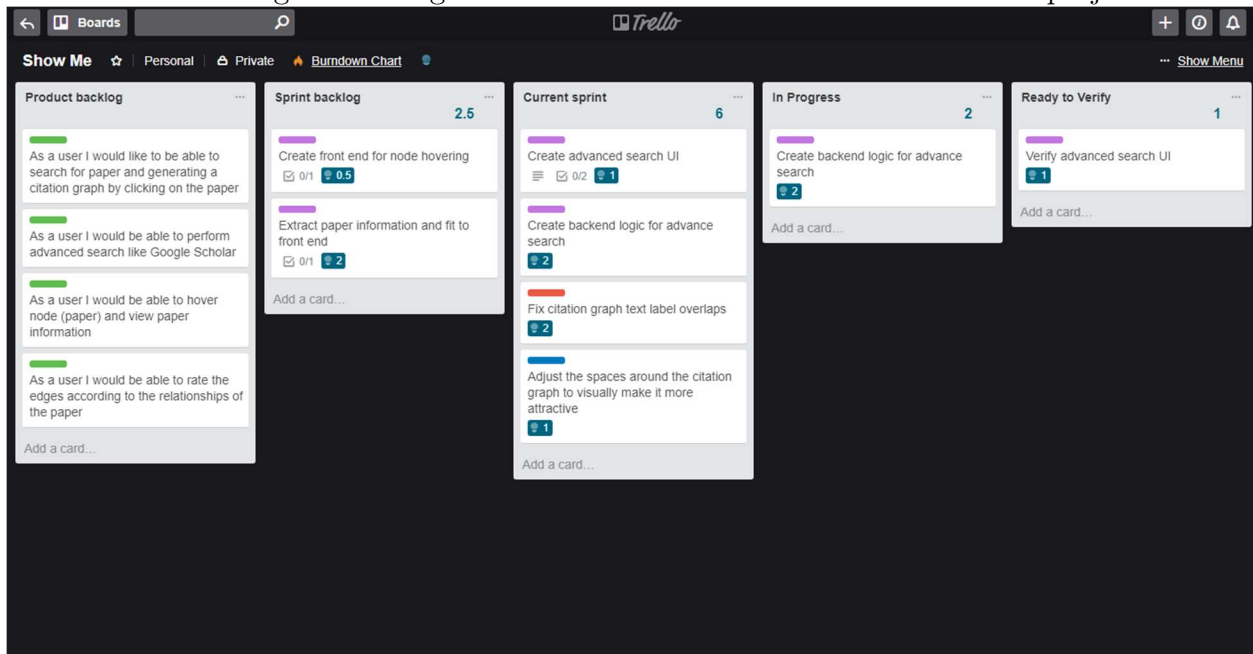 Boards
Trello
Show Me
Personal
Private
Burndown Chart
... Show Menu
Product backlog
As a user I would like to be able to
search for paper and generating a
citation graph by clicking on the paper
As a user I would be able to perform
advanced search like Google Scholar
As a user I would be able to hover
node (paper) and view paper
information
As a user I would be able to rate the
edges according to the relationships of
the paper
Add a card...
Sprint backlog
2.5
Create front end for node hovering
0/1 0.5
Extract paper information and fit to
front end
0/1 2
Add a card...
Current sprint
6
Create advanced search UI
0/2 1
Create backend logic for advance
search
2
Fix citation graph text label overlaps
2
Adjust the spaces around the citation
graph to visually make it more
attractive
1
Add a card...
In Progress
2
Create backend logic for advance
search
2
Add a card...
Ready to Verify
1
Verify advanced search UI
1
Add a card...